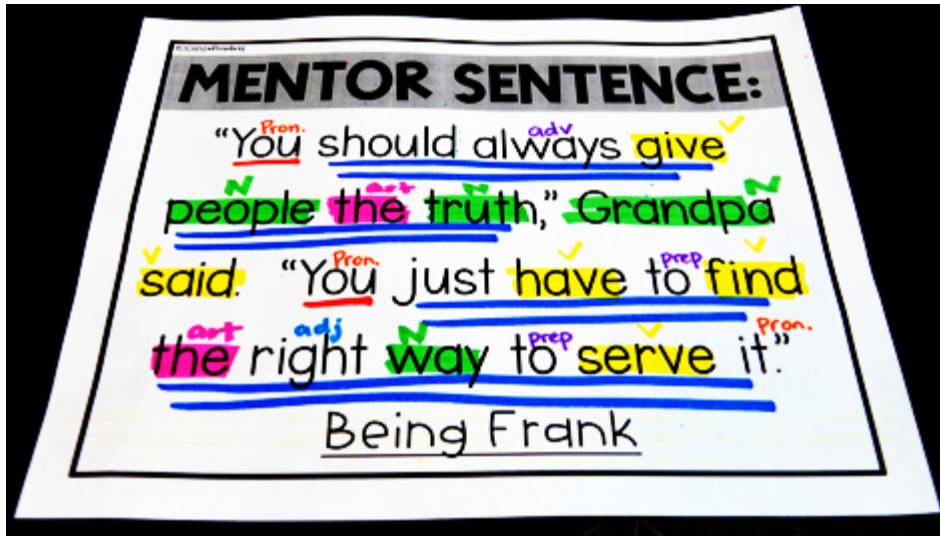 MENTOR SENTENCE:
Pron. adv V
“You should always give
N art N N
people the truth,” Grandpa
V Pron. V prep V
said. “You just have to find
art adj N prep V Pron.
the right way to serve it.”
Being Frank